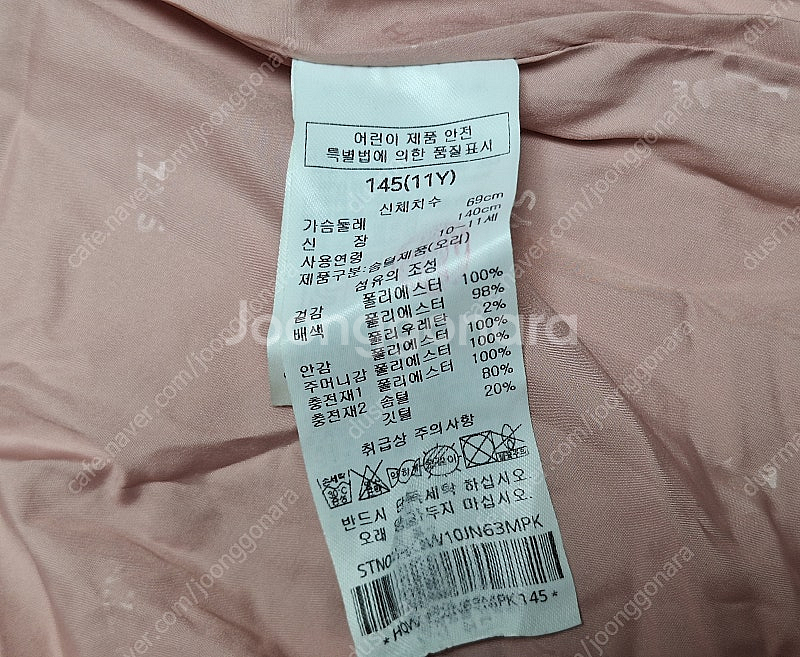 어린이 제품 안전
특별법에 의한 품질표시
145(11Y)
신체치수
가슴둘레 69cm
신 장 140cm
사용연령 10~11세
제품구분:솜털제품(오리)
섬유의 조성
겉감 폴리에스터 100%
배색 폴리에스터 98%
폴리우레탄 2%
안감 폴리에스터 100%
주머니감 폴리에스터 100%
충전재1 폴리에스터 100%
충전재2 솜털 80%
깃털 20%
취급상 주의사항
반드시 세탁 하십시오.
오래 두지 마십시오.
W10JN63MPK
MPK145*
Joonggonara
cafe.naver.com/joonggonara